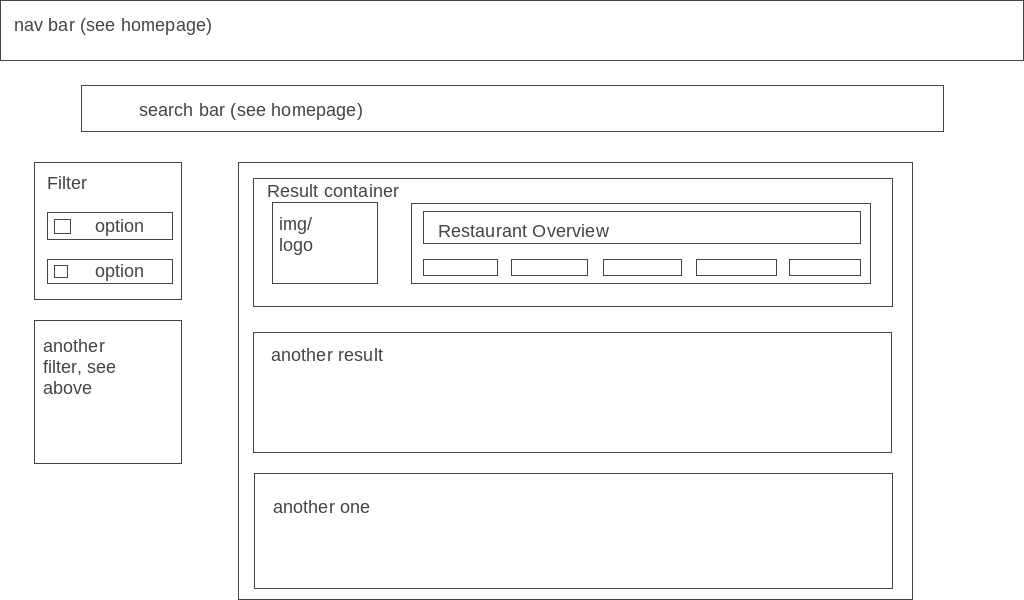 nav bar (see homepage)
search bar (see homepage)
Filter
option
option
another
filter, see
above
Result container
img/
logo
Restaurant Overview
another result
another one